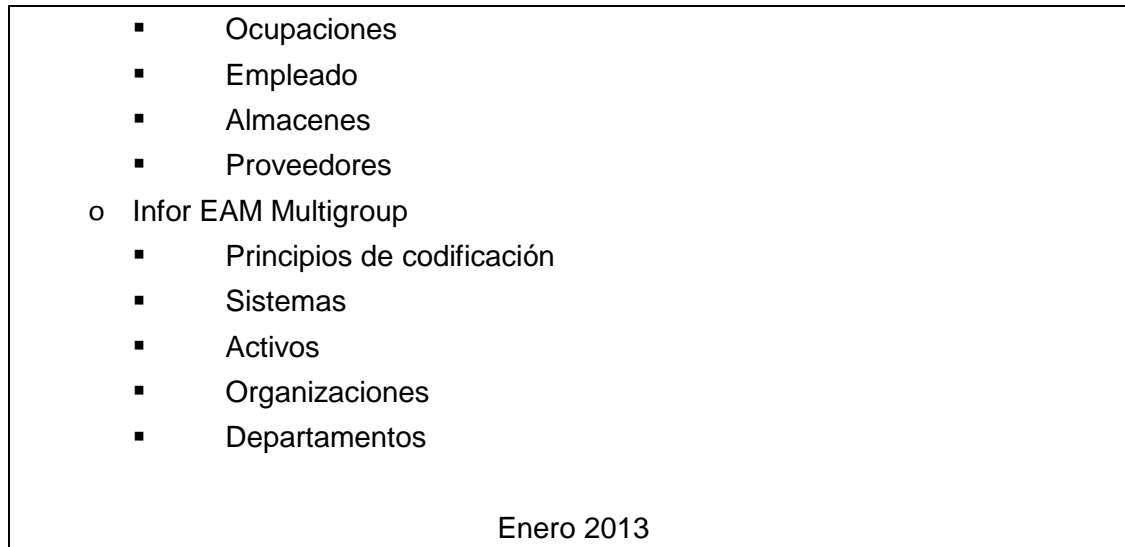 ▪ Ocupaciones
▪ Empleado
▪ Almacenes
▪ Proveedores
o Infor EAM Multigroup
▪ Principios de codificación
▪ Sistemas
▪ Activos
▪ Organizaciones
▪ Departamentos
Enero 2013